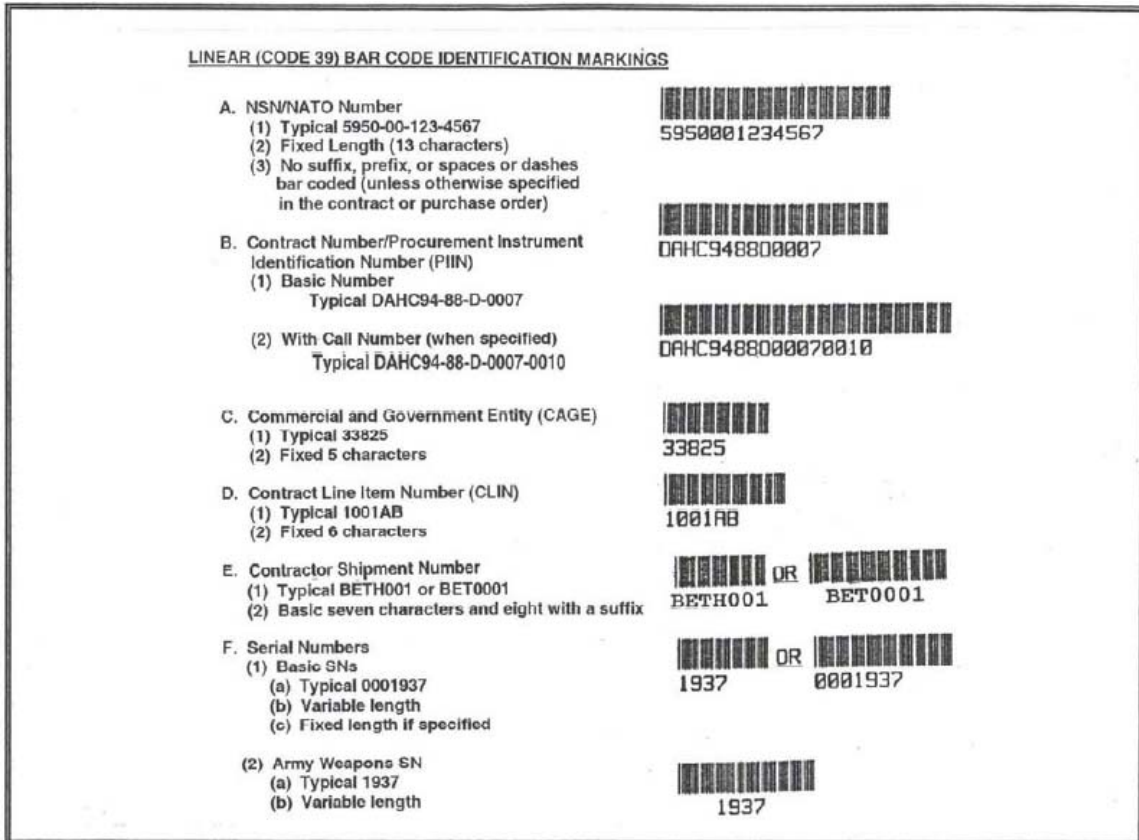 LINEAR (CODE 39) BAR CODE IDENTIFICATION MARKINGS
A. NSN/NATO Number
(1) Typical 5950-00-123-4567
(2) Fixed Length (13 characters)
(3) No suffix, prefix, or spaces or dashes
bar coded (unless otherwise specified
in the contract or purchase order)
5950001234567
B. Contract Number/Procurement Instrument
Identification Number (PIIN)
(1) Basic Number
Typical DAHC94-88-D-0007
DAHC9488D0007
(2) With Call Number (when specified)
Typical DAHC94-88-D-0007-0010
DAHC9488D00070010
C. Commercial and Government Entity (CAGE)
(1) Typical 33825
(2) Fixed 5 characters
33825
D. Contract Line Item Number (CLIN)
(1) Typical 1001AB
(2) Fixed 6 characters
1001AB
E. Contractor Shipment Number
(1) Typical BETH001 or BET0001
(2) Basic seven characters and eight with a suffix
OR
BETH001 BET0001
F. Serial Numbers
(1) Basic SNs
(a) Typical 0001937
(b) Variable length
(c) Fixed length if specified
OR
1937 0001937
(2) Army Weapons SN
(a) Typical 1937
(b) Variable length
1937